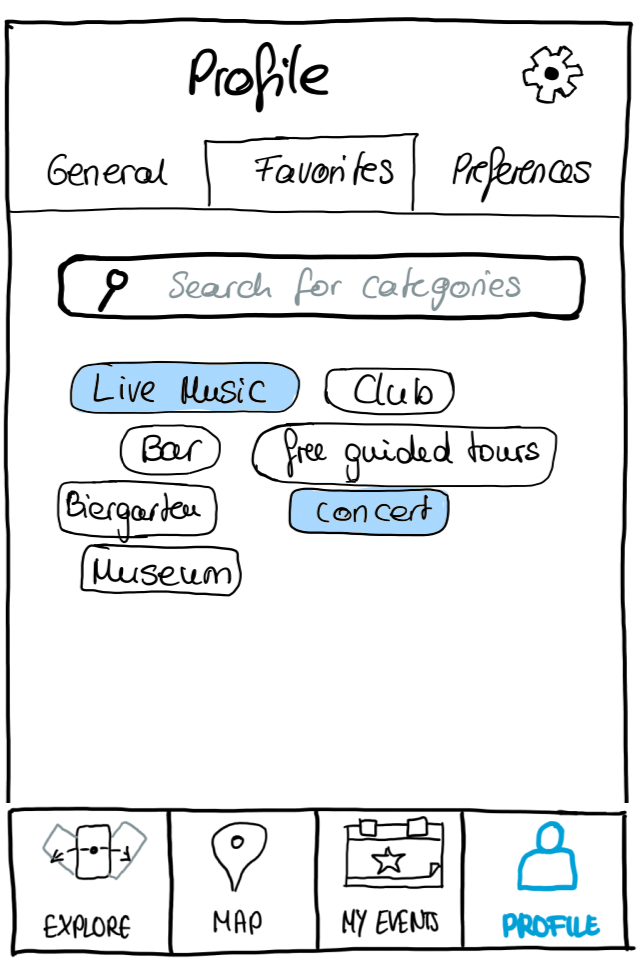 Profile
General Favorites Preferences
Search for categories
Live Music Club
Bar free guided tours
Biergarten concert
Museum
EXPLORE MAP MY EVENTS PROFILE